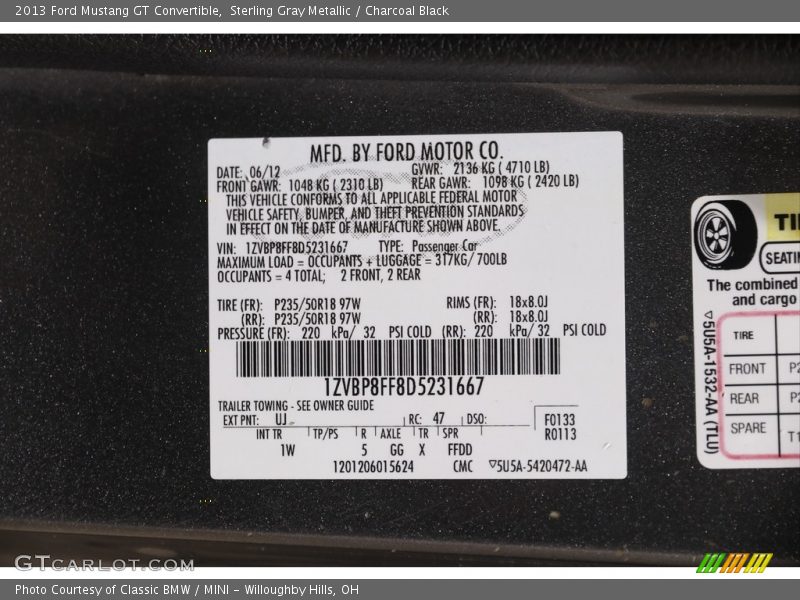 2013 Ford Mustang GT Convertible,  Sterling Gray Metallic / Charcoal Black
MFD. BY FORD MOTOR CO.
DATE: 06/12 GVWR: 2136 KG ( 4710 LB)
FRONT GAWR: 1048 KG ( 2310 LB) REAR GAWR: 1098 KG ( 2420 LB)
THIS VEHICLE CONFORMS TO ALL APPLICABLE FEDERAL MOTOR
VEHICLE SAFETY, BUMPER, AND THEFT PREVENTION STANDARDS
IN EFFECT ON THE DATE OF MANUFACTURE SHOWN ABOVE.
VIN: 1ZVBP8FF8D5231667 TYPE: Passenger Car
MAXIMUM LOAD = OCCUPANTS + LUGGAGE = 317KG/700LB
OCCUPANTS = 4 TOTAL; 2 FRONT, 2 REAR
TIRE (FR): P235/50R18 97W RIMS (FR): 18x8.0J
(RR): P235/50R18 97W (RR): 18x8.0J
PRESSURE (FR): 220 kPa/ 32 PSI COLD (RR): 220 kPa/ 32 PSI COLD
1ZVBP8FF8D5231667
TRAILER TOWING - SEE OWNER GUIDE
EXT PNT: UJ RC: 47 DSO: F0133
INT TR TP/PS R AXLE TR SPR R0113
1W 5 GG X FFDD
1201206015624 CMC ▽5U5A-5420472-AA
TI
SEATI
The combined
and cargo
TIRE
FRONT P2
REAR P2
SPARE T1
▽5U5A-1532-AA (TLU)
GTCARLOT.COM
Photo Courtesy of Classic BMW / MINI - Willoughby Hills, OH